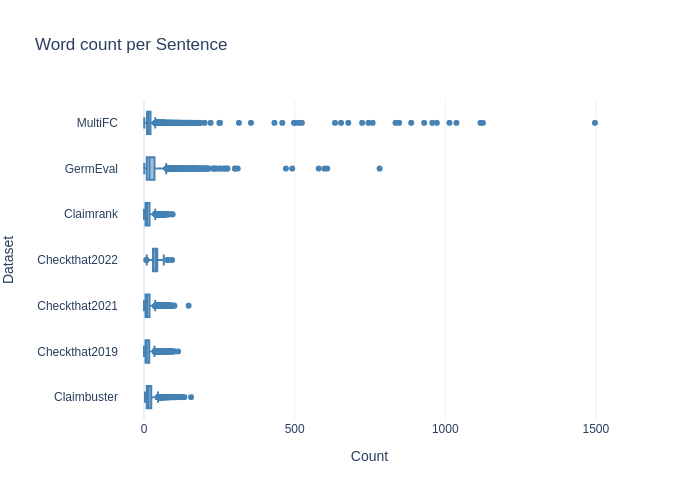 Word count per Sentence
MultiFC
GermEval
Claimrank
Checkthat2022
Checkthat2021
Checkthat2019
Claimbuster
Dataset
0 500 1000 1500
Count